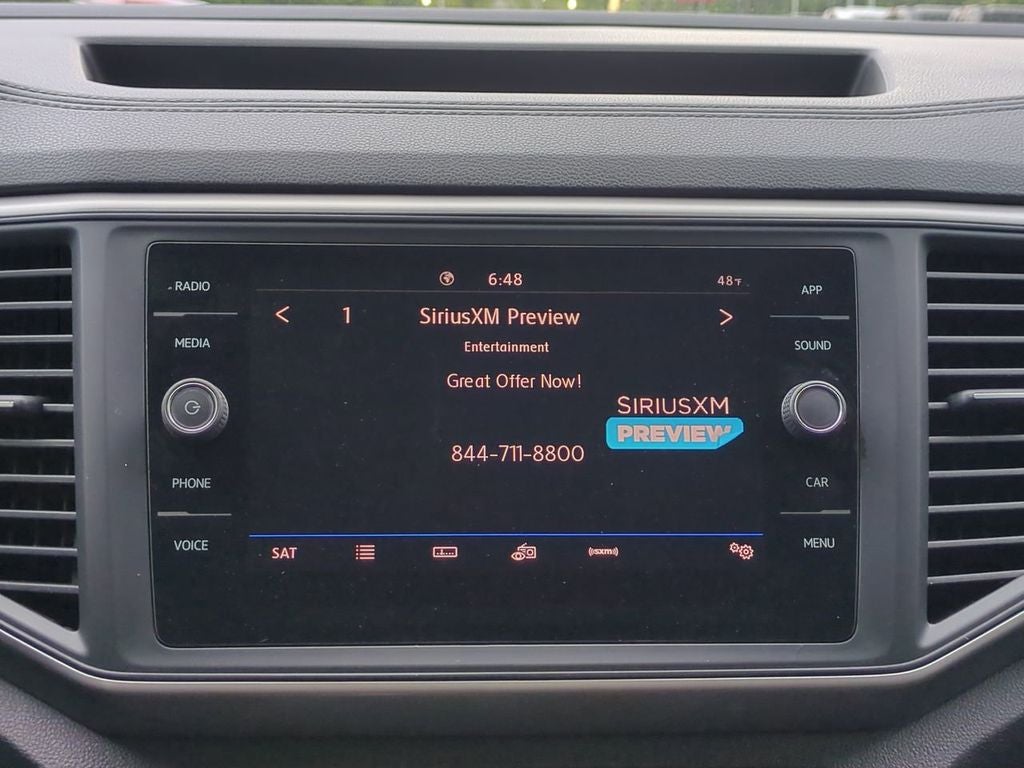 RADIO
MEDIA
PHONE
VOICE
6:48
48°F
< 1 SiriusXM Preview >
Entertainment
Great Offer Now!
SIRIUSXM
PREVIEW
844-711-8800
SAT
((SXM))
APP
SOUND
CAR
MENU